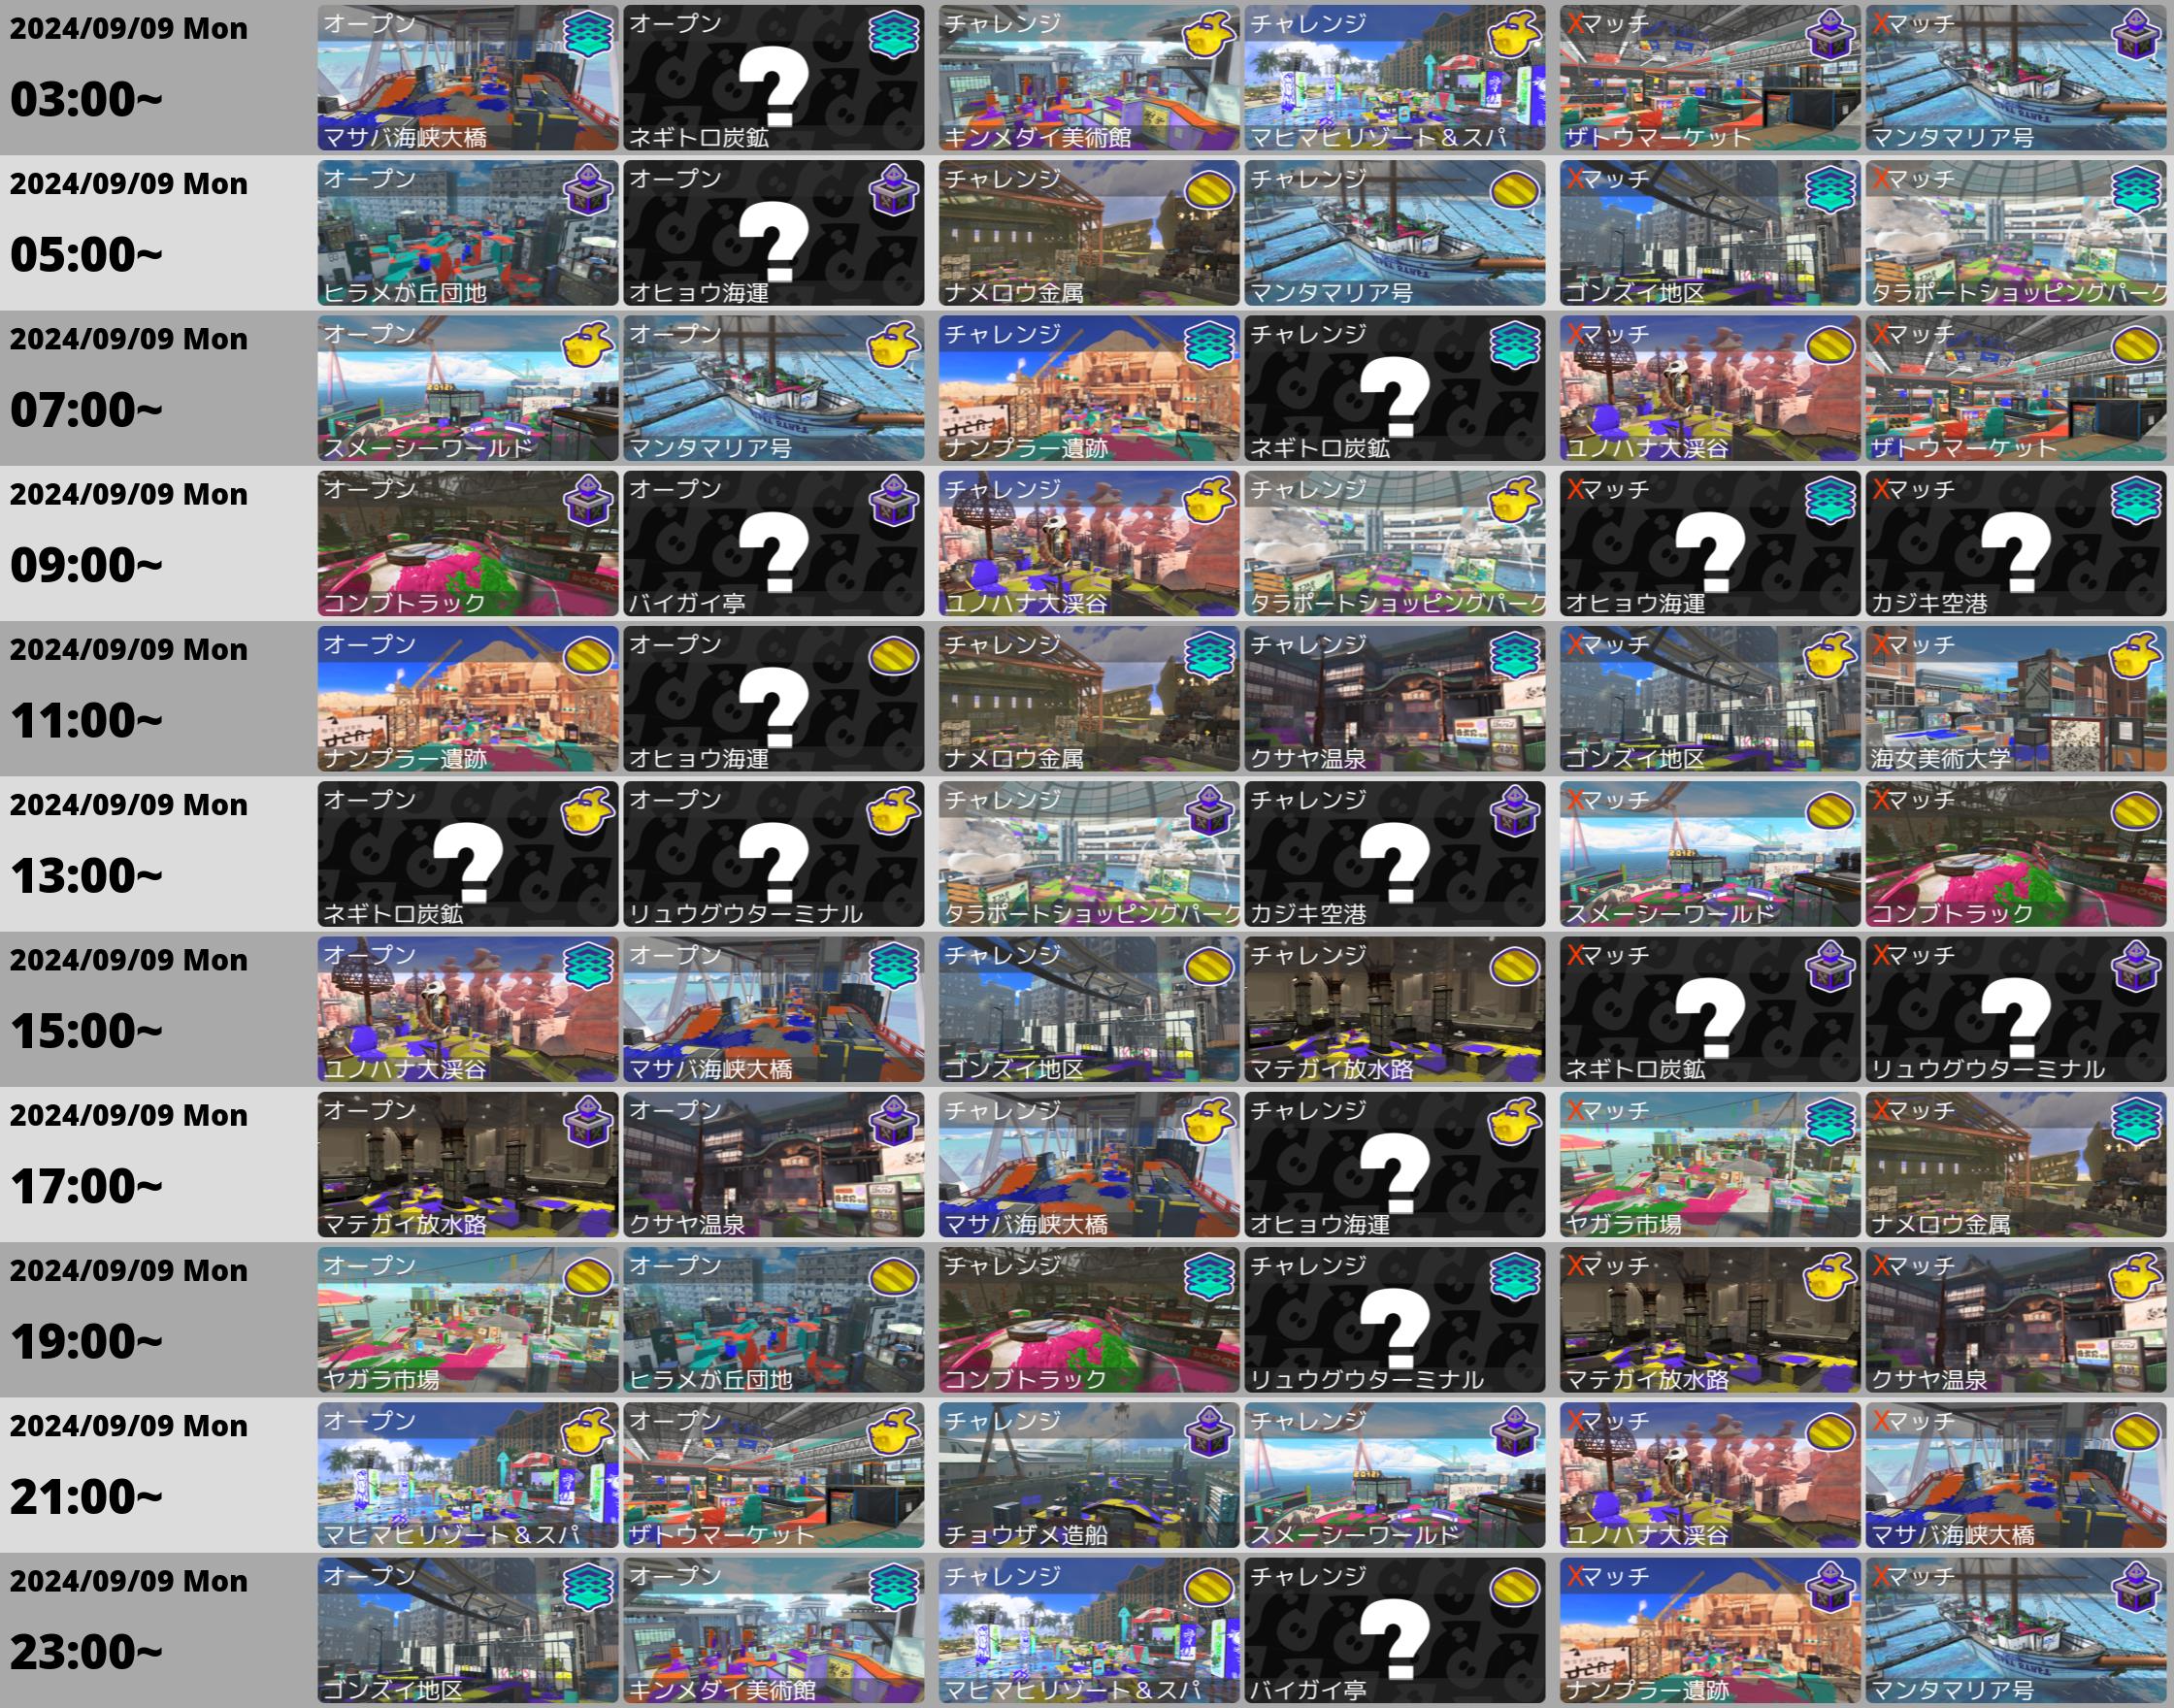 2024/09/09 Mon
03:00~
オープン
マサバ海峡大橋
オープン
ネギトロ炭鉱
チャレンジ
キンメダイ美術館
チャレンジ
マヒマヒリゾート&スパ
Xマッチ
ザトウマーケット
Xマッチ
マンタマリア号
2024/09/09 Mon
05:00~
オープン
ヒラメが丘団地
オープン
オヒョウ海運
チャレンジ
ナメロウ金属
チャレンジ
マンタマリア号
Xマッチ
ゴンズイ地区
Xマッチ
タラポートショッピングパーク
2024/09/09 Mon
07:00~
オープン
スメーシーワールド
オープン
マンタマリア号
チャレンジ
ナンプラー遺跡
チャレンジ
ネギトロ炭鉱
Xマッチ
ユノハナ大渓谷
Xマッチ
ザトウマーケット
2024/09/09 Mon
09:00~
オープン
コンブトラック
オープン
バイガイ亭
チャレンジ
ユノハナ大渓谷
チャレンジ
タラポートショッピングパーク
Xマッチ
オヒョウ海運
Xマッチ
カジキ空港
2024/09/09 Mon
11:00~
オープン
ナンプラー遺跡
オープン
オヒョウ海運
チャレンジ
ナメロウ金属
チャレンジ
クサヤ温泉
Xマッチ
ゴンズイ地区
Xマッチ
海女美術大学
2024/09/09 Mon
13:00~
オープン
ネギトロ炭鉱
オープン
リュウグウターミナル
チャレンジ
タラポートショッピングパーク
チャレンジ
カジキ空港
Xマッチ
スメーシーワールド
Xマッチ
コンブトラック
2024/09/09 Mon
15:00~
オープン
ユノハナ大渓谷
オープン
マサバ海峡大橋
チャレンジ
ゴンズイ地区
チャレンジ
マテガイ放水路
Xマッチ
ネギトロ炭鉱
Xマッチ
リュウグウターミナル
2024/09/09 Mon
17:00~
オープン
マテガイ放水路
オープン
クサヤ温泉
チャレンジ
マサバ海峡大橋
チャレンジ
オヒョウ海運
Xマッチ
ヤガラ市場
Xマッチ
ナメロウ金属
2024/09/09 Mon
19:00~
オープン
ヤガラ市場
オープン
ヒラメが丘団地
チャレンジ
コンブトラック
チャレンジ
リュウグウターミナル
Xマッチ
マテガイ放水路
Xマッチ
クサヤ温泉
2024/09/09 Mon
21:00~
オープン
マヒマヒリゾート&スパ
オープン
ザトウマーケット
チャレンジ
チョウザメ造船
チャレンジ
スメーシーワールド
Xマッチ
ユノハナ大渓谷
Xマッチ
マサバ海峡大橋
2024/09/09 Mon
23:00~
オープン
ゴンズイ地区
オープン
キンメダイ美術館
チャレンジ
マヒマヒリゾート&スパ
チャレンジ
バイガイ亭
Xマッチ
ナンプラー遺跡
Xマッチ
マンタマリア号